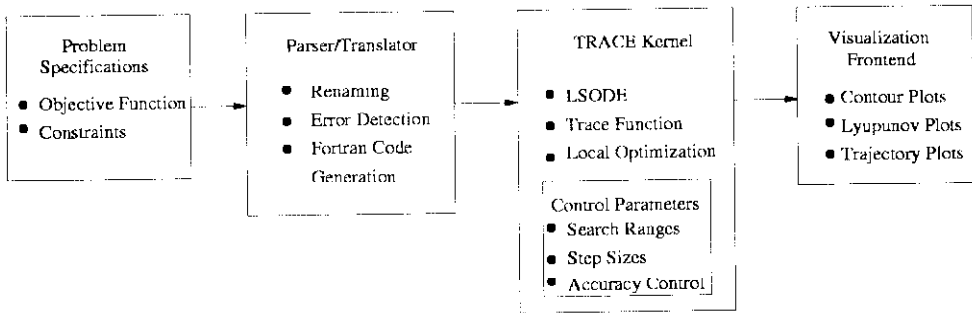 Problem
Specifications
● Objective Function
● Constraints
Parser/Translator
● Renaming
● Error Detection
● Fortran Code
Generation
TRACE Kernel
● LSODE
● Trace Function
● Local Optimization
Control Parameters
● Search Ranges
● Step Sizes
● Accuracy Control
Visualization
Frontend
● Contour Plots
● Lyupunov Plots
● Trajectory Plots